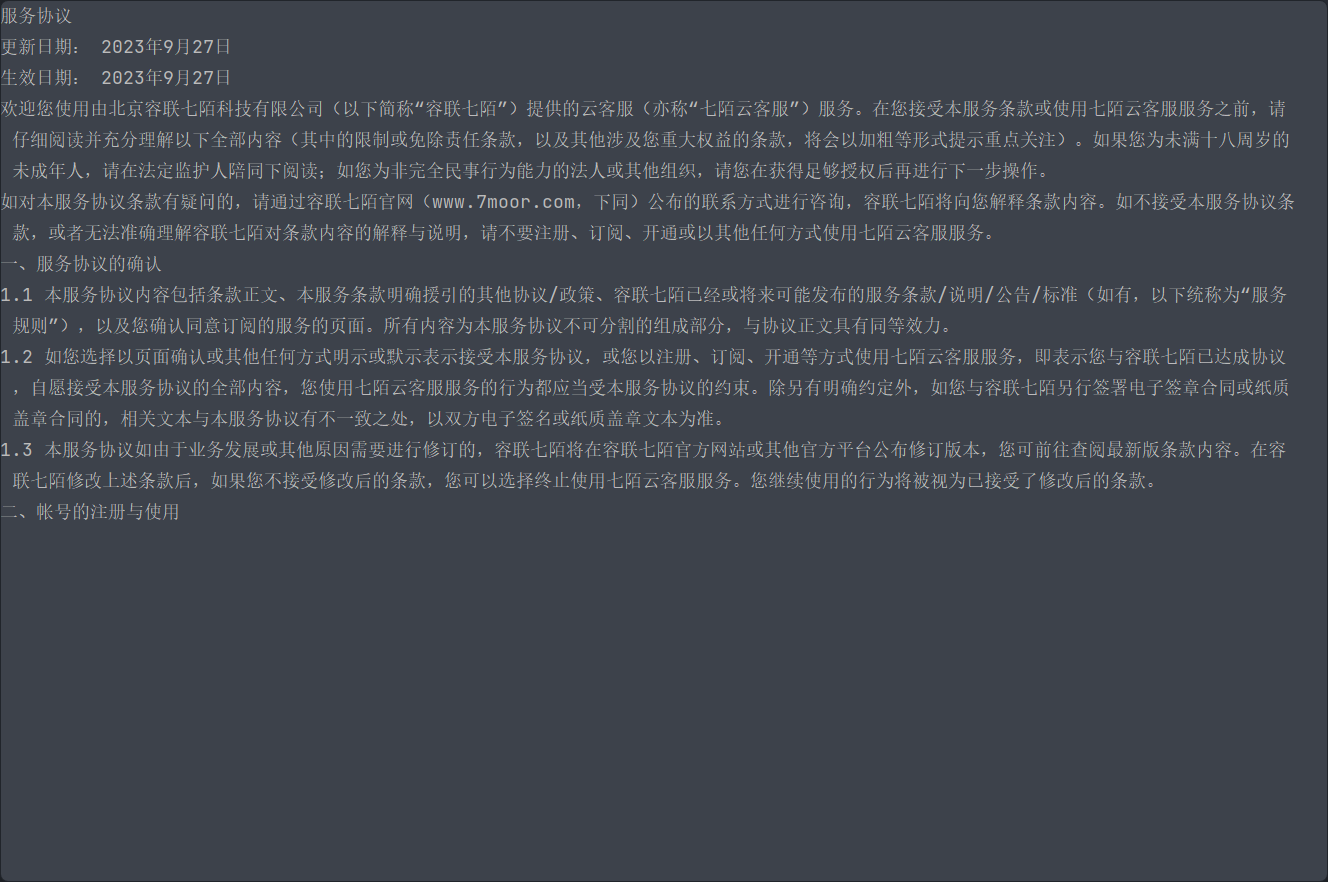 服务协议
更新日期： 2023年9月27日
生效日期： 2023年9月27日
欢迎您使用由北京容联七陌科技有限公司（以下简称“容联七陌”）提供的云客服（亦称“七陌云客服”）服务。在您接受本服务条款或使用七陌云客服服务之前，请
仔细阅读并充分理解以下全部内容（其中的限制或免除责任条款，以及其他涉及您重大权益的条款，将会以加粗等形式提示重点关注）。如果您为未满十八周岁的
未成年人，请在法定监护人陪同下阅读；如您为非完全民事行为能力的法人或其他组织，请您在获得足够授权后再进行下一步操作。
如对本服务协议条款有疑问的，请通过容联七陌官网（www.7moor.com，下同）公布的联系方式进行咨询，容联七陌将向您解释条款内容。如不接受本服务协议条
款，或者无法准确理解容联七陌对条款内容的解释与说明，请不要注册、订阅、开通或以其他任何方式使用七陌云客服服务。
一、服务协议的确认
1.1 本服务协议内容包括条款正文、本服务条款明确援引的其他协议/政策、容联七陌已经或将来可能发布的服务条款/说明/公告/标准（如有，以下统称为“服务
规则”），以及您确认同意订阅的服务的页面。所有内容为本服务协议不可分割的组成部分，与协议正文具有同等效力。
1.2 如您选择以页面确认或其他任何方式明示或默示表示接受本服务协议，或您以注册、订阅、开通等方式使用七陌云客服服务，即表示您与容联七陌已达成协议
，自愿接受本服务协议的全部内容，您使用七陌云客服服务的行为都应当受本服务协议的约束。除另有明确约定外，如您与容联七陌另行签署电子签章合同或纸质
盖章合同的，相关文本与本服务协议有不一致之处，以双方电子签名或纸质盖章文本为准。
1.3 本服务协议如由于业务发展或其他原因需要进行修订的，容联七陌将在容联七陌官方网站或其他官方平台公布修订版本，您可前往查阅最新版条款内容。在容
联七陌修改上述条款后，如果您不接受修改后的条款，您可以选择终止使用七陌云客服服务。您继续使用的行为将被视为已接受了修改后的条款。
二、帐号的注册与使用